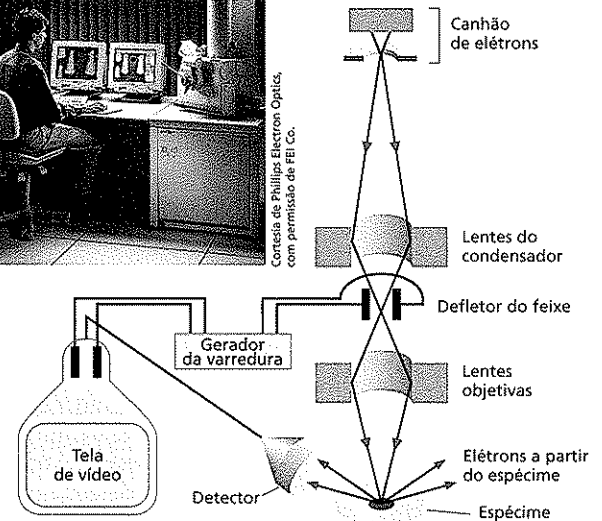 Cortesia de Phillips Electron Optics,
com permissão de FEI Co.
Canhão
de elétrons
Lentes do
condensador
Defletor do feixe
Gerador
da varredura
Lentes
objetivas
Tela
de vídeo
Detector
Elétrons a partir
do espécime
Espécime